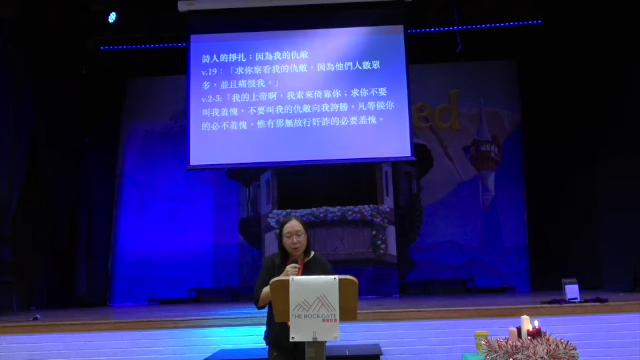 詩人的掙扎:因為我的仇敵
v.19:「求你察看我的仇敵,因為他們人數眾
多,並且痛恨我。」
v.2-3:「我的上帝啊,我素來倚靠你;求你不要
叫我羞愧,不要叫我的仇敵向我誇勝。凡等候你
的必不羞愧,惟有那無故行奸詐的必要羞愧。
ed
THE ROCKGATE